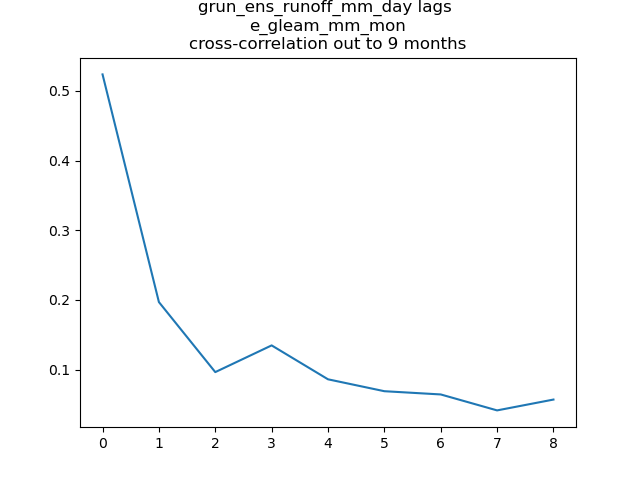 grun_ens_runoff_mm_day lags
e_gleam_mm_mon
cross-correlation out to 9 months
0.5
0.4
0.3
0.2
0.1
0 1 2 3 4 5 6 7 8